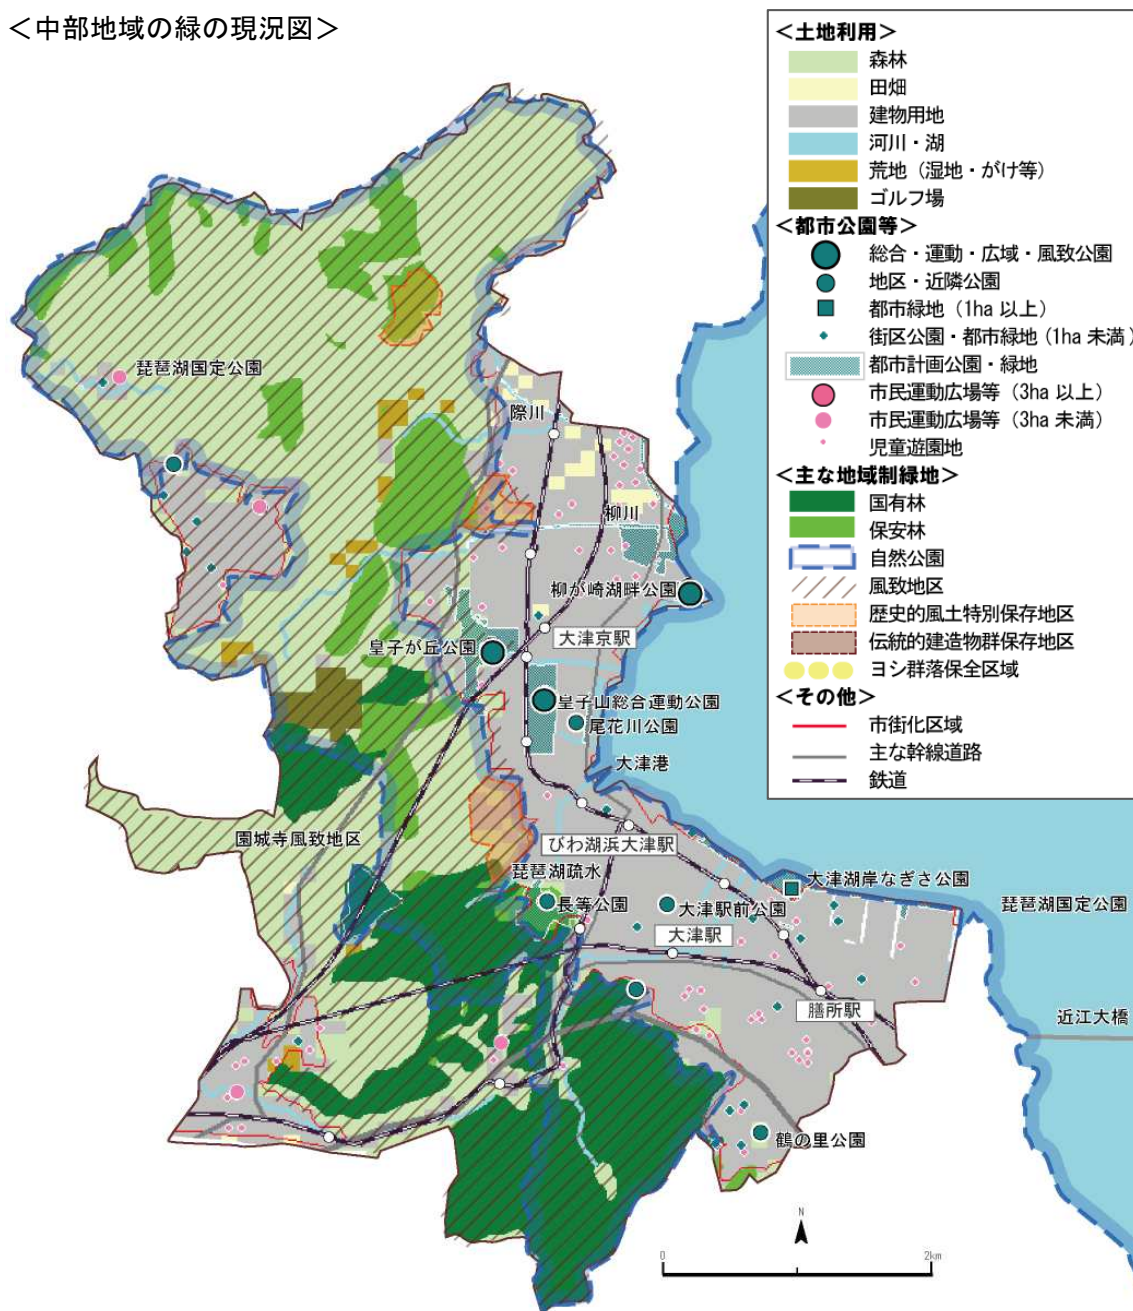 ＜中部地域の緑の現況図＞
＜土地利用＞
森林
田畑
建物用地
河川・湖
荒地（湿地・がけ等）
ゴルフ場
＜都市公園等＞
総合・運動・広域・風致公園
地区・近隣公園
都市緑地（1ha 以上）
街区公園・都市緑地（1ha 未満）
都市計画公園・緑地
市民運動広場等（3ha 以上）
市民運動広場等（3ha 未満）
児童遊園地
＜主な地域制緑地＞
国有林
保安林
自然公園
風致地区
歴史的風土特別保存地区
伝統的建造物群保存地区
ヨシ群落保全区域
＜その他＞
市街化区域
主な幹線道路
鉄道
琵琶湖国定公園
際川
柳川
柳が崎湖畔公園
大津京駅
皇子が丘公園
皇子山総合運動公園
尾花川公園
大津港
園城寺風致地区
びわ湖浜大津駅
琵琶湖疏水
長等公園
大津湖岸なぎさ公園
大津駅前公園
琵琶湖国定公園
大津駅
膳所駅
近江大橋
鶴の里公園
N
0
2km